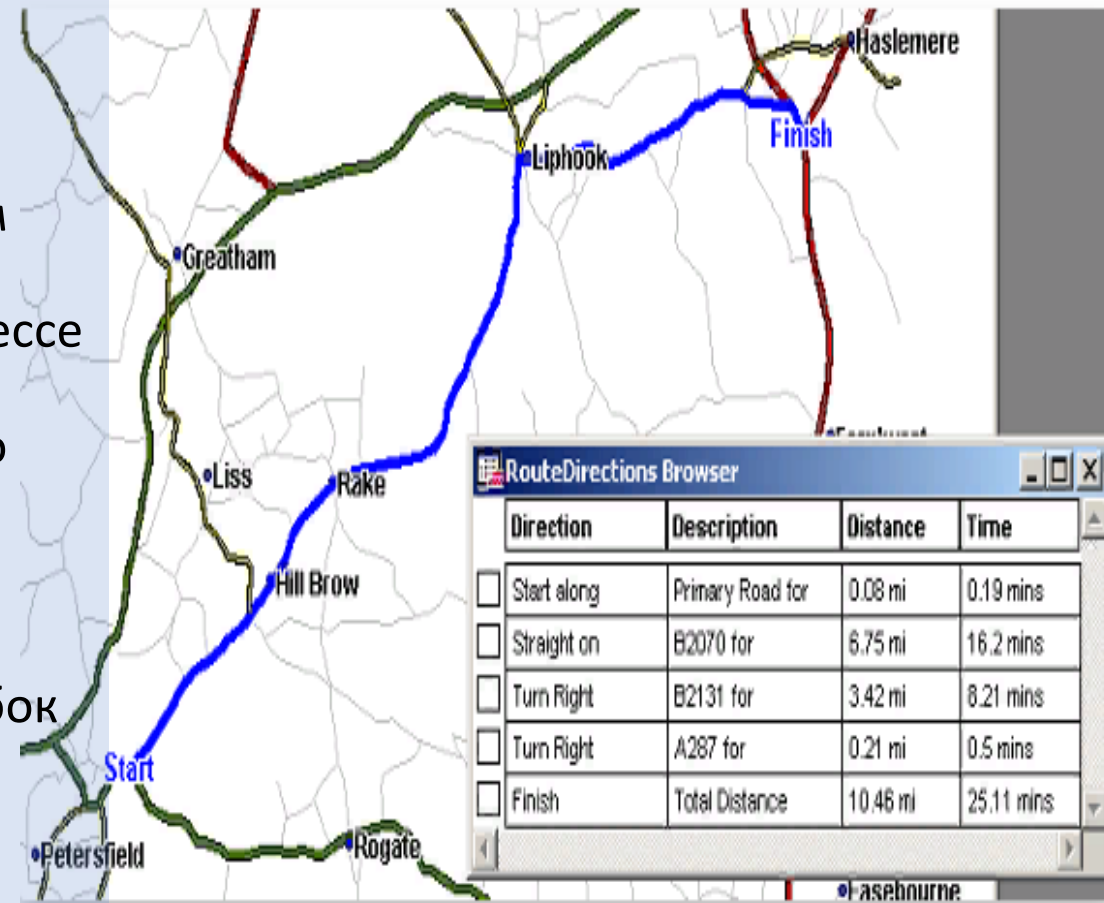 Haslemere
Finish
Liphook
Greatham
ессе
Liss
Rake
RouteDirections Browser
Direction Description Distance Time
Start along Primary Road for 0.08 mi 0.19 mins
Straight on B2070 for 6.75 mi 16.2 mins
Turn Right B2131 for 3.42 mi 8.21 mins
Turn Right A287 for 0.21 mi 0.5 mins
Finish Total Distance 10.46 mi 25.11 mins
Hill Brow
бок
Start
Petersfield
Rogate
Easebourne